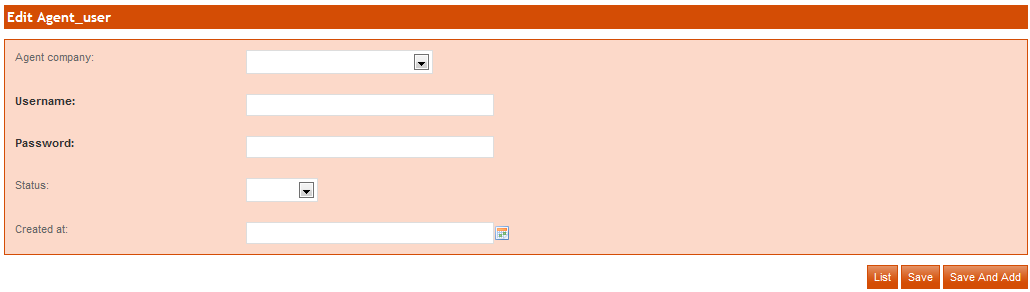 Edit Agent_user
Agent company:
Username:
Password:
Status:
Created at:
List Save Save And Add